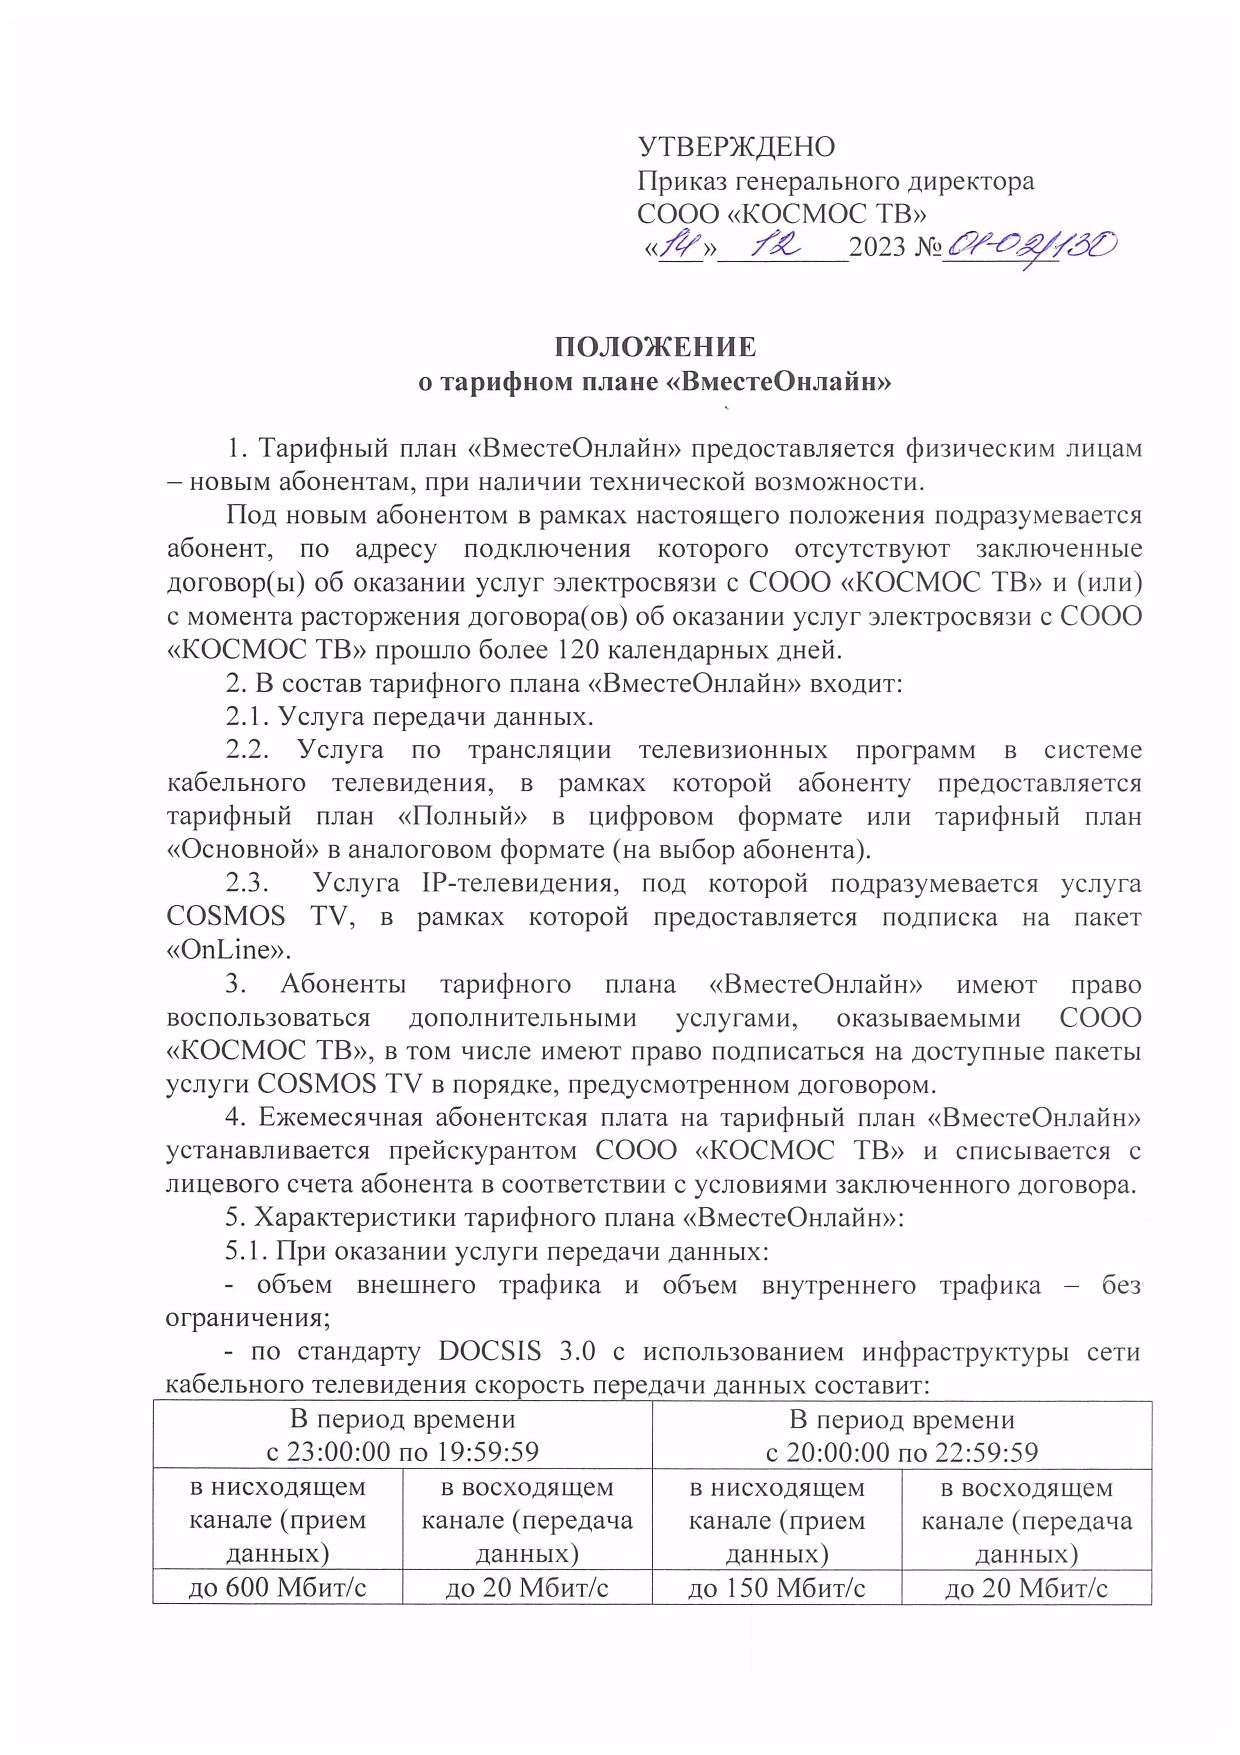 УТВЕРЖДЕНО
Приказ генерального директора
СООО «КОСМОС ТВ»
«14» 12 2023 № 01-02/130
ПОЛОЖЕНИЕ
о тарифном плане «ВместеОнлайн»
1. Тарифный план «ВместеОнлайн» предоставляется физическим лицам
– новым абонентам, при наличии технической возможности.
Под новым абонентом в рамках настоящего положения подразумевается
абонент, по адресу подключения которого отсутствуют заключенные
договор(ы) об оказании услуг электросвязи с СООО «КОСМОС ТВ» и (или)
с момента расторжения договора(ов) об оказании услуг электросвязи с СООО
«КОСМОС ТВ» прошло более 120 календарных дней.
2. В состав тарифного плана «ВместеОнлайн» входит:
2.1. Услуга передачи данных.
2.2. Услуга по трансляции телевизионных программ в системе
кабельного телевидения, в рамках которой абоненту предоставляется
тарифный план «Полный» в цифровом формате или тарифный план
«Основной» в аналоговом формате (на выбор абонента).
2.3. Услуга IP-телевидения, под которой подразумевается услуга
COSMOS TV, в рамках которой предоставляется подписка на пакет
«OnLine».
3. Абоненты тарифного плана «ВместеОнлайн» имеют право
воспользоваться дополнительными услугами, оказываемыми СООО
«КОСМОС ТВ», в том числе имеют право подписаться на доступные пакеты
услуги COSMOS TV в порядке, предусмотренном договором.
4. Ежемесячная абонентская плата на тарифный план «ВместеОнлайн»
устанавливается прейскурантом СООО «КОСМОС ТВ» и списывается с
лицевого счета абонента в соответствии с условиями заключенного договора.
5. Характеристики тарифного плана «ВместеОнлайн»:
5.1. При оказании услуги передачи данных:
- объем внешнего трафика и объем внутреннего трафика – без
ограничения;
- по стандарту DOCSIS 3.0 с использованием инфраструктуры сети
кабельного телевидения скорость передачи данных составит:
В период времени
с 23:00:00 по 19:59:59
В период времени
с 20:00:00 по 22:59:59
в нисходящем
канале (прием
данных)
в восходящем
канале (передача
данных)
в нисходящем
канале (прием
данных)
в восходящем
канале (передача
данных)
до 600 Мбит/с
до 20 Мбит/с
до 150 Мбит/с
до 20 Мбит/с